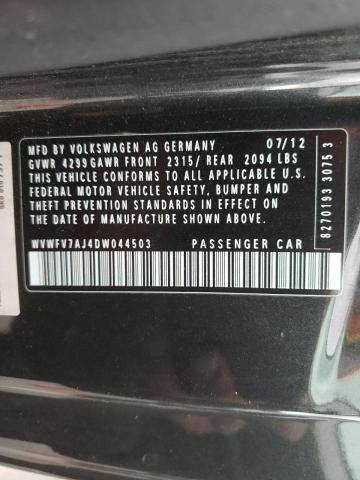 MFD BY VOLKSWAGEN AG GERMANY 07/12
GVWR 4299 GAWR FRONT 2315/ REAR 2094 LBS
THIS VEHICLE CONFORMS TO ALL APPLICABLE U.S.
FEDERAL MOTOR VEHICLE SAFETY, BUMPER AND
THEFT PREVENTION STANDARDS IN EFFECT ON
THE DATE OF MANUFACTURE SHOWN ABOVE
WVWFV7AJ4DW044503 PASSENGER CAR
8270193 3075 3